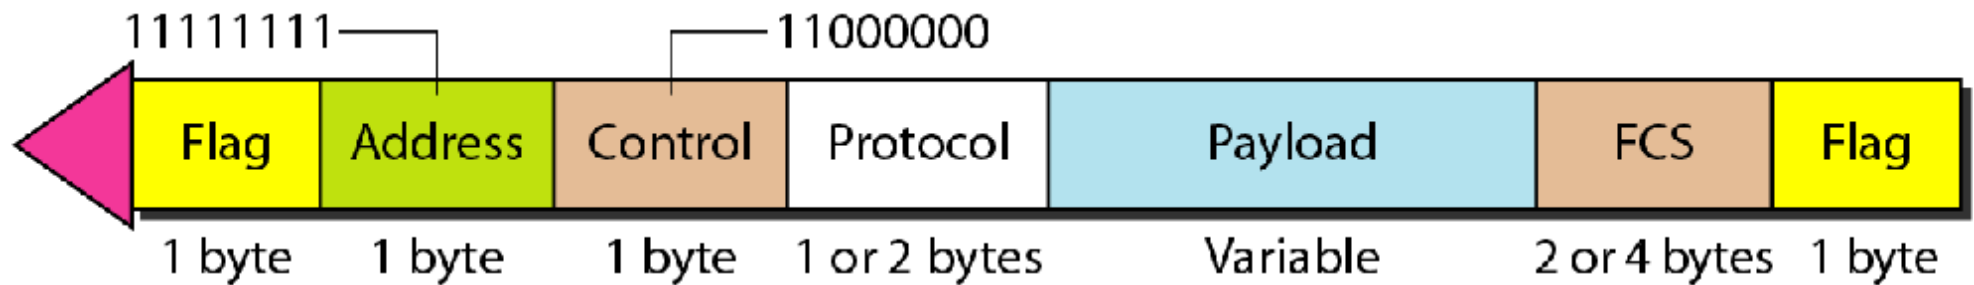 11111111 11000000
Flag Address Control Protocol Payload FCS Flag
1 byte 1 byte 1 byte 1 or 2 bytes Variable 2 or 4 bytes 1 byte